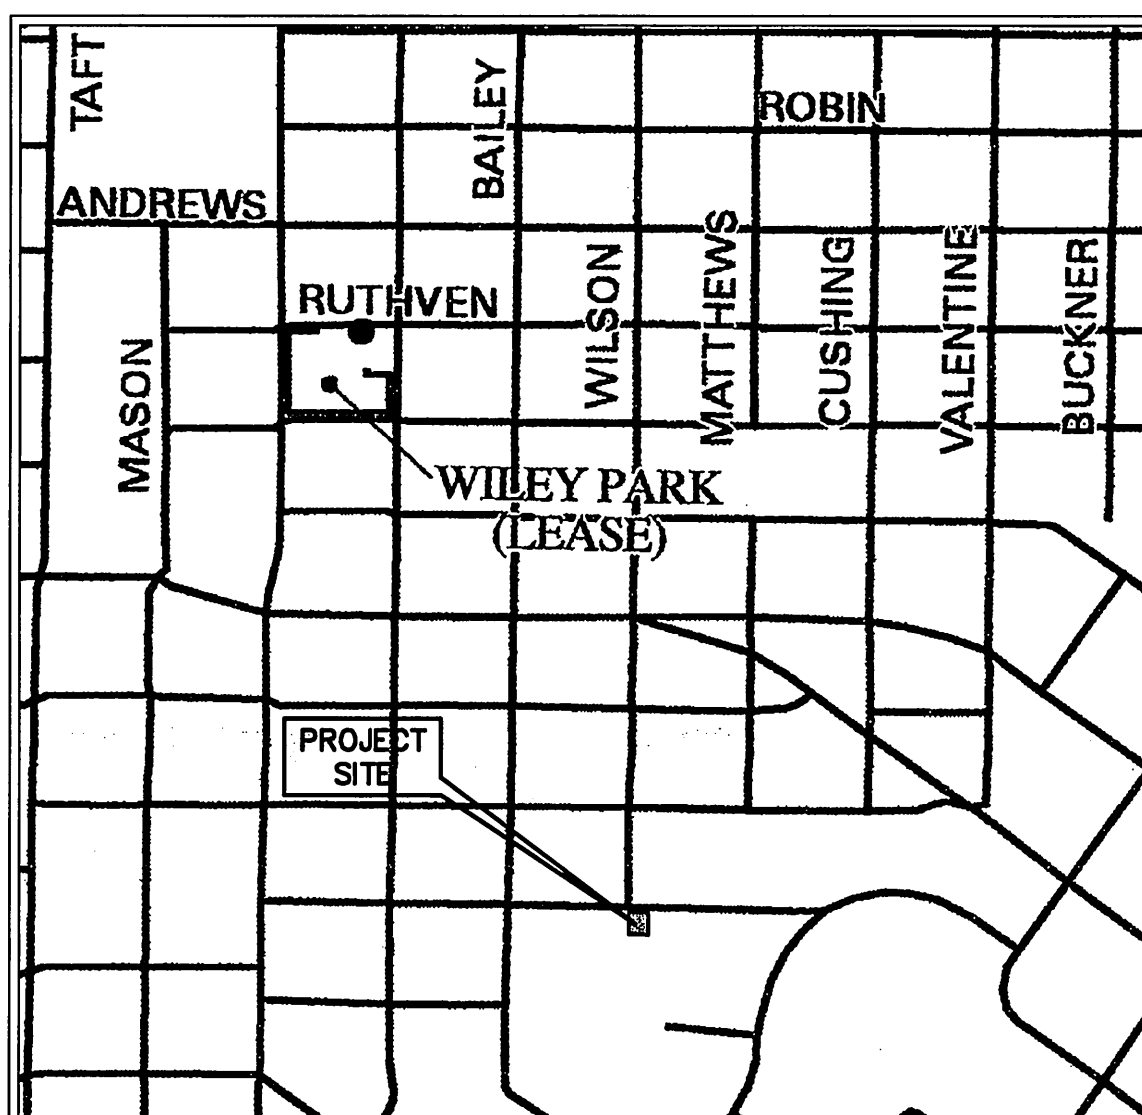 TAFT
BAILEY
ROBIN
ANDREWS
WILSON
MATTHEWS
CUSHING
VALENTINE
BUCKNER
RUTHVEN
MASON
WILEY PARK
(LEASE)
PROJECT
SITE